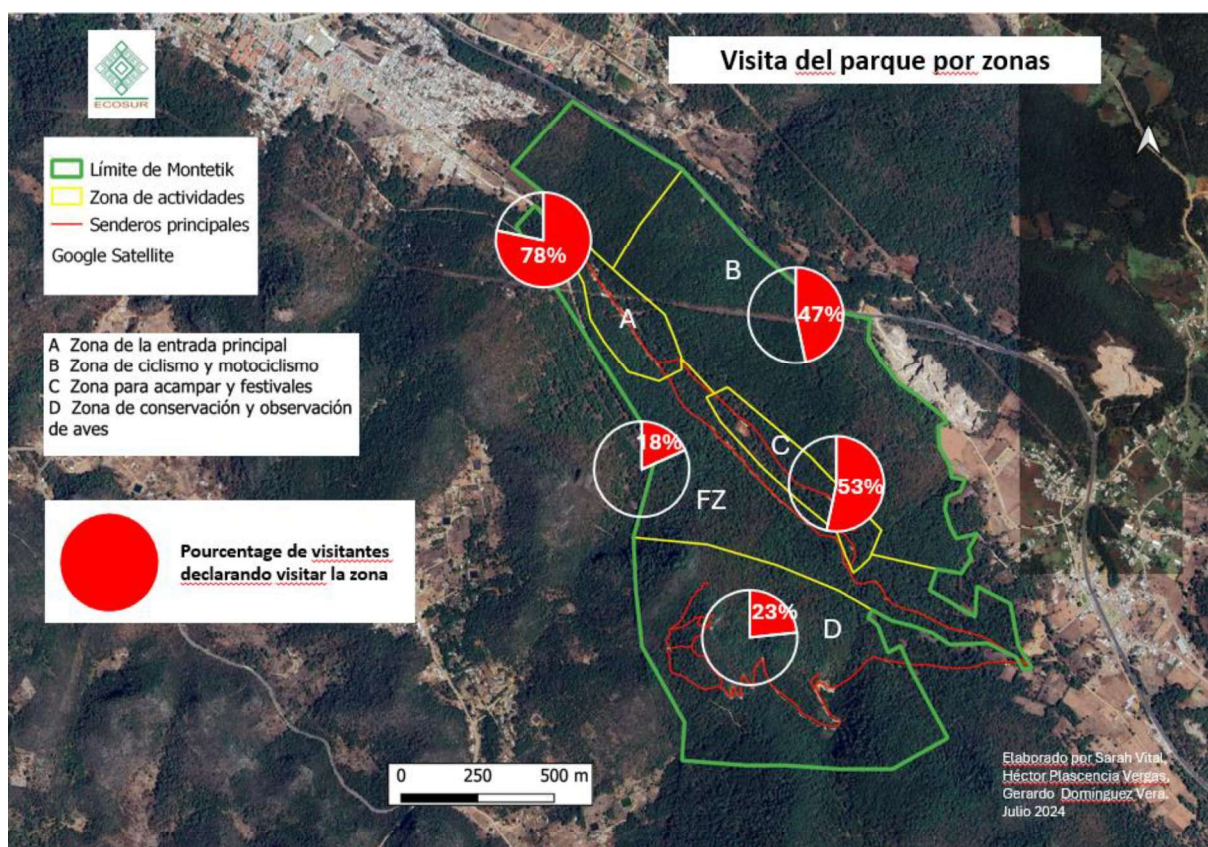 ECOSUR
Visita del parque por zonas
Límite de Montetik
Zona de actividades
Senderos principales
Google Satellite
A Zona de la entrada principal
B Zona de ciclismo y motociclismo
C Zona para acampar y festivales
D Zona de conservación y observación
de aves
Pourcentage de visitantes
declarando visitar la zona
78%
A
B
47%
18%
FZ
C
53%
23%
D
0 250 500 m
Elaborado por Sarah Vital,
Héctor Plascencia Vergas,
Gerardo Domínguez Vera.
Julio 2024